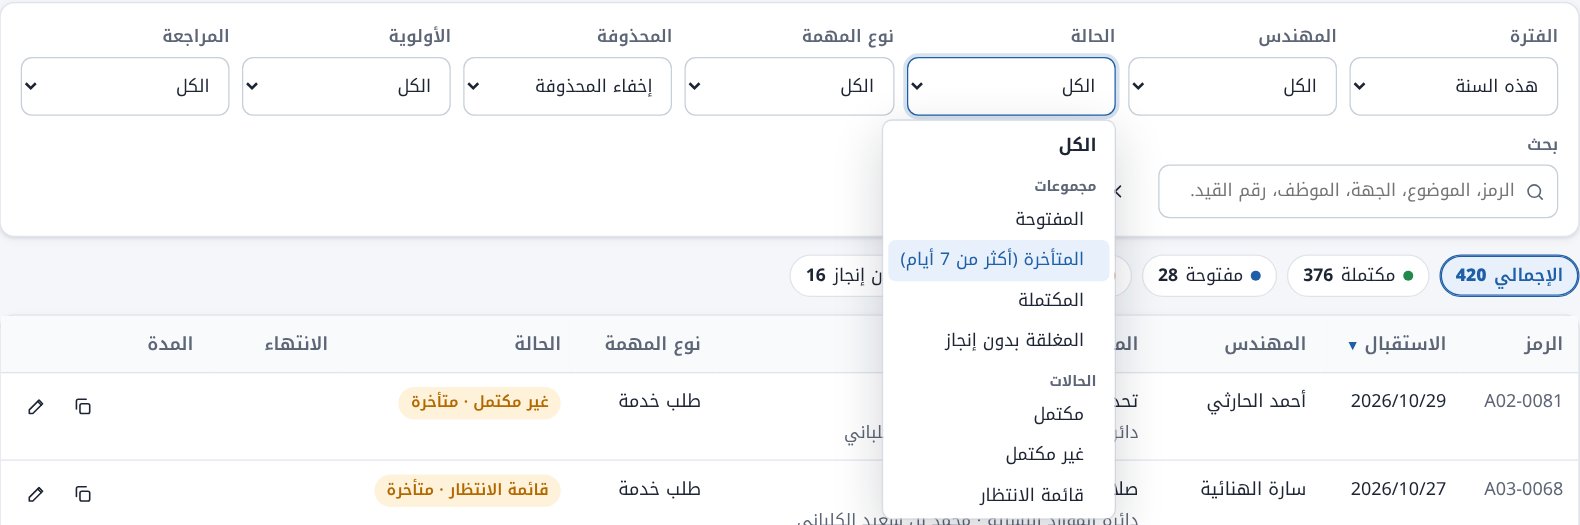 الفترة
المهندس
الحالة
نوع المهمة
المحذوفة
الأولوية
المراجعة
هذه السنة
الكل
الكل
الكل
إخفاء المحذوفة
الكل
الكل
بحث
الرمز، الموضوع، الجهة، الموظف، رقم القيد.
الكل
مجموعات
المفتوحة
المتأخرة (أكثر من 7 أيام)
المكتملة
المغلقة بدون إنجاز
الحالات
مكتمل
غير مكتمل
قائمة الانتظار
الإجمالي 420
مكتملة 376
مفتوحة 28
إنجاز 16
الرمز
الاستقبال
المهندس
نوع المهمة
الحالة
الانتهاء
المدة
A02-0081
2026/10/29
أحمد الحارثي
طلب خدمة
غير مكتمل · متأخرة
A03-0068
2026/10/27
سارة الهنائية
طلب خدمة
قائمة الانتظار · متأخرة